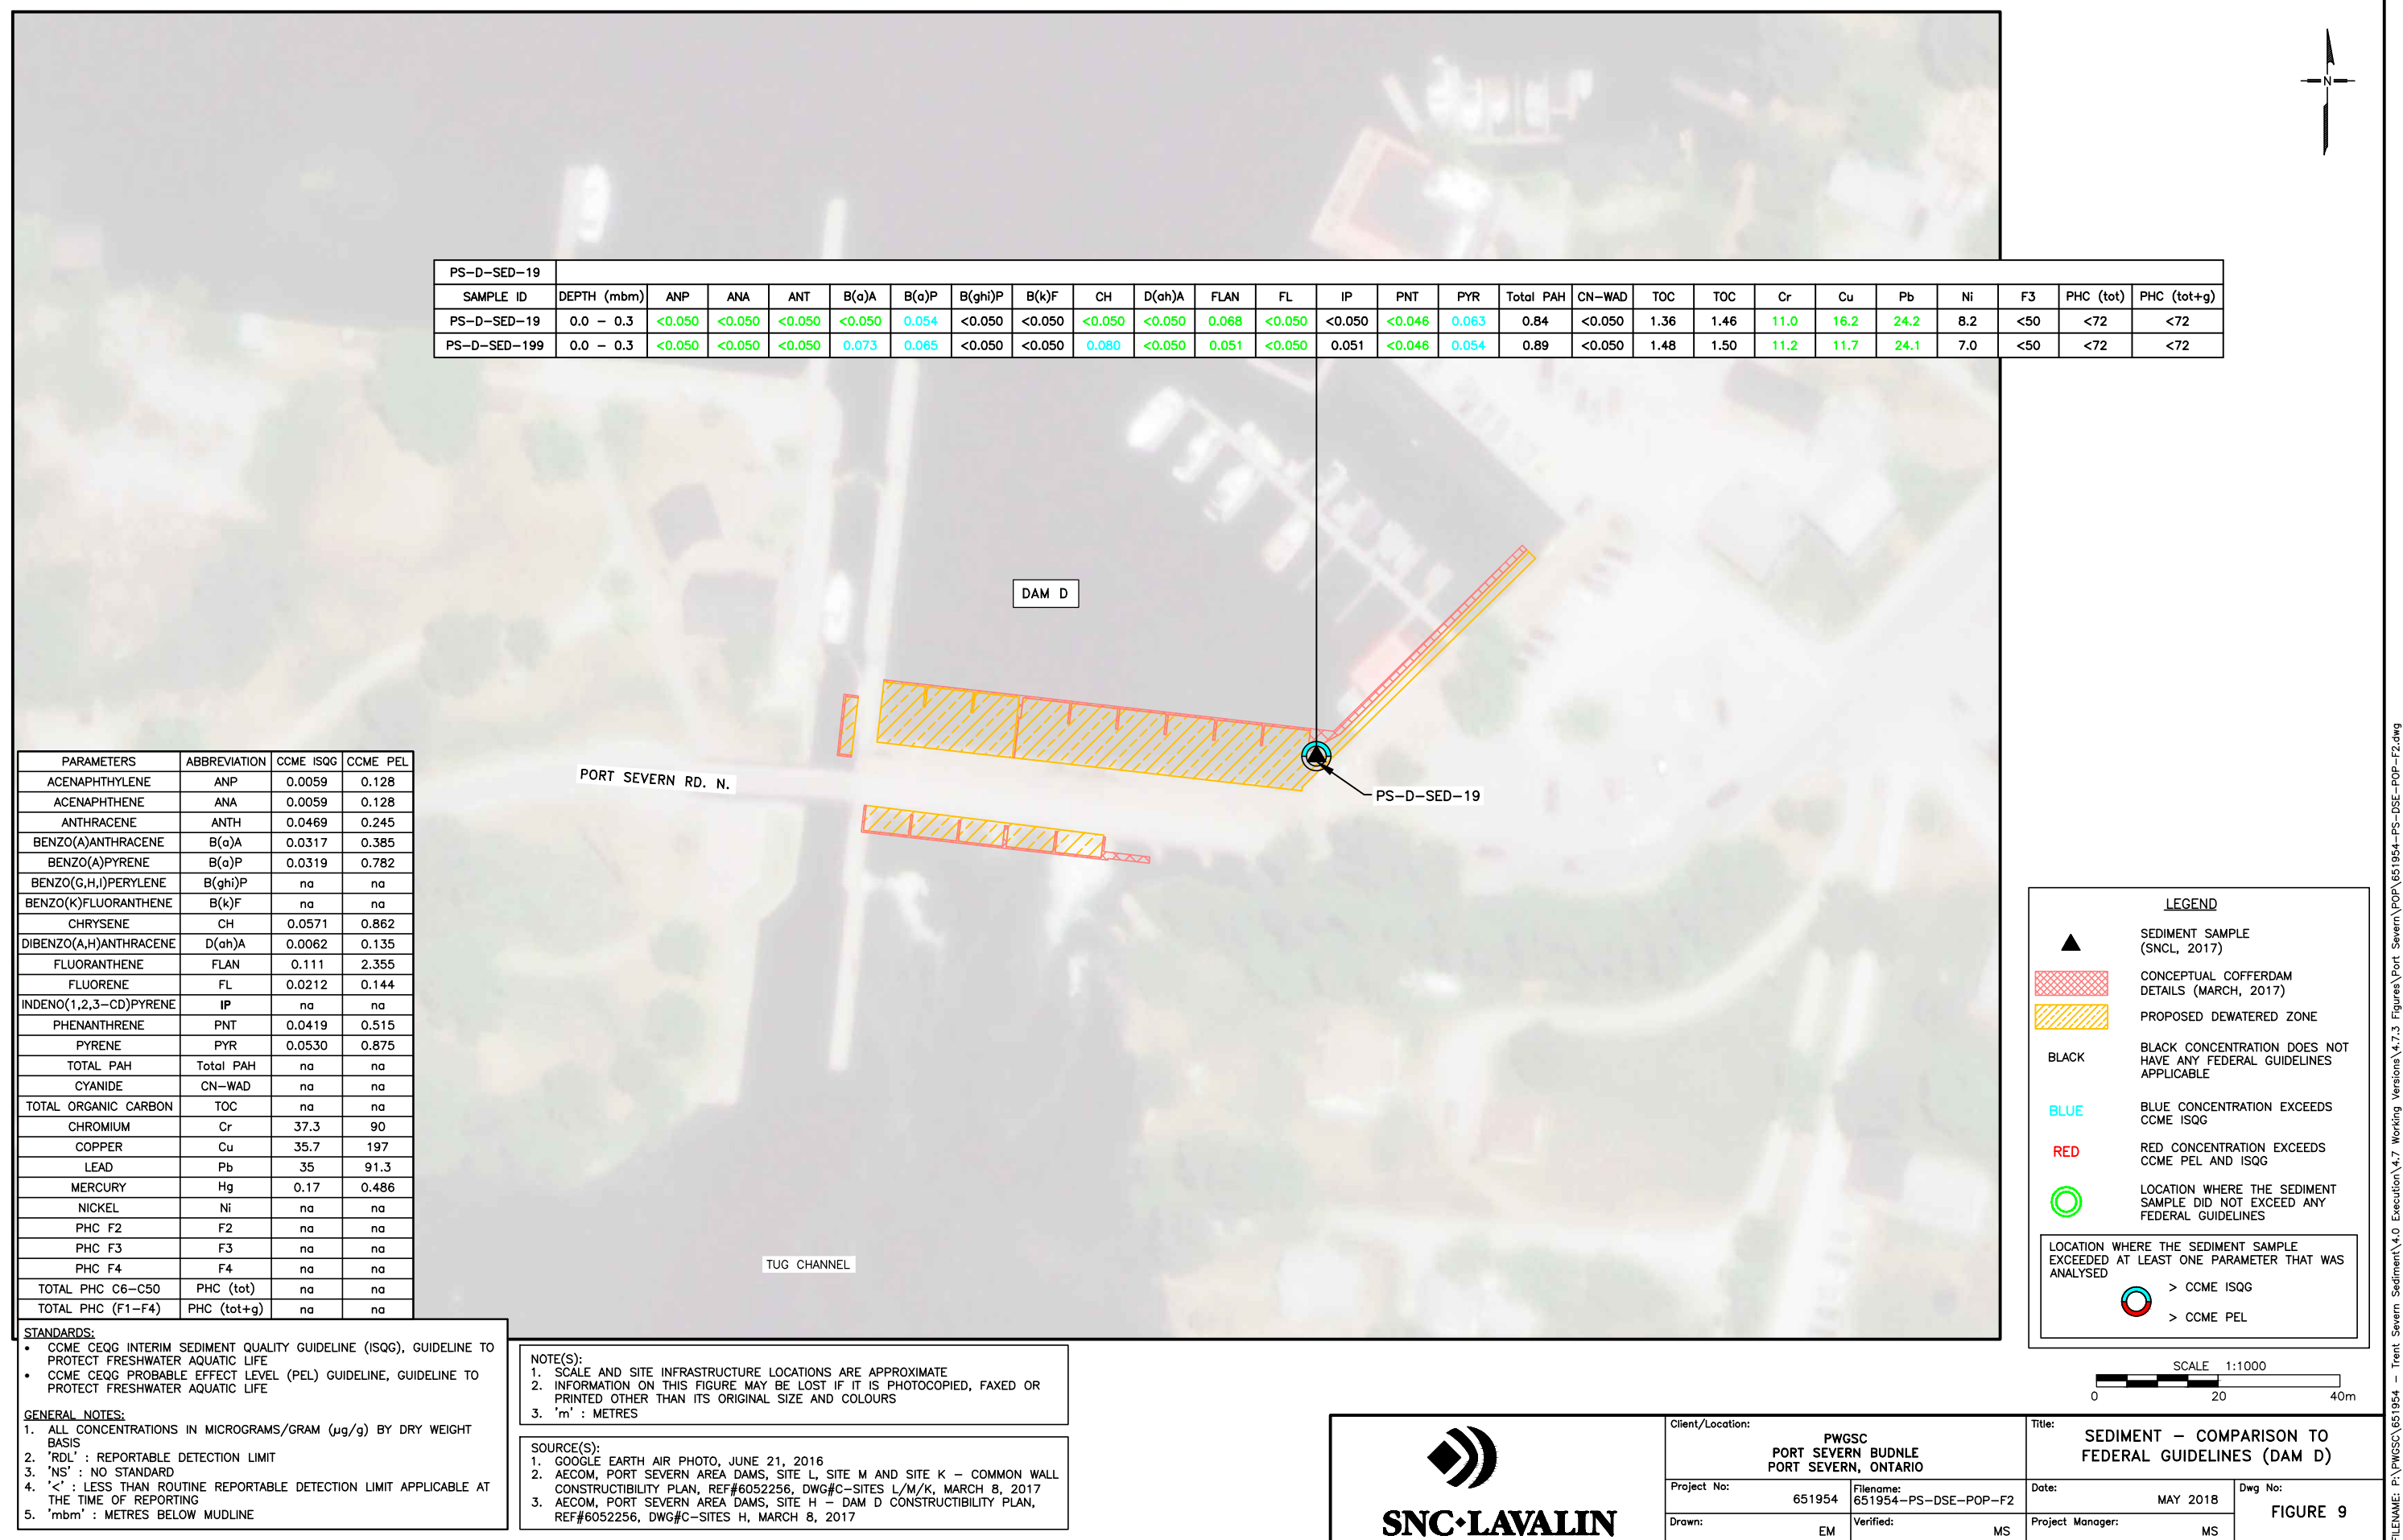 N
PS-D-SED-19
SAMPLE ID DEPTH (mbm) ANP ANA ANT B(a)A B(a)P B(ghi)P B(k)F CH D(ah)A FLAN FL IP PNT PYR Total PAH CN-WAD TOC TOC Cr Cu Pb Ni F3 PHC (tot) PHC (tot+g)
PS-D-SED-19 0.0 - 0.3 <0.050 <0.050 <0.050 <0.050 0.054 <0.050 <0.050 <0.050 <0.050 0.068 <0.050 <0.050 <0.046 0.063 0.84 <0.050 1.36 1.46 11.0 16.2 24.2 8.2 <50 <72 <72
PS-D-SED-199 0.0 - 0.3 <0.050 <0.050 <0.050 0.073 0.065 <0.050 <0.050 0.080 <0.050 0.051 <0.050 0.051 <0.046 0.054 0.89 <0.050 1.48 1.50 11.2 11.7 24.1 7.0 <50 <72 <72
DAM D
PORT SEVERN RD. N.
PS-D-SED-19
TUG CHANNEL
PARAMETERS ABBREVIATION CCME ISQG CCME PEL
ACENAPHTHYLENE ANP 0.0059 0.128
ACENAPHTHENE ANA 0.0059 0.128
ANTHRACENE ANTH 0.0469 0.245
BENZO(A)ANTHRACENE B(a)A 0.0317 0.385
BENZO(A)PYRENE B(a)P 0.0319 0.782
BENZO(G,H,I)PERYLENE B(ghi)P na na
BENZO(K)FLUORANTHENE B(k)F na na
CHRYSENE CH 0.0571 0.862
DIBENZO(A,H)ANTHRACENE D(ah)A 0.0062 0.135
FLUORANTHENE FLAN 0.111 2.355
FLUORENE FL 0.0212 0.144
INDENO(1,2,3-CD)PYRENE IP na na
PHENANTHRENE PNT 0.0419 0.515
PYRENE PYR 0.0530 0.875
TOTAL PAH Total PAH na na
CYANIDE CN-WAD na na
TOTAL ORGANIC CARBON TOC na na
CHROMIUM Cr 37.3 90
COPPER Cu 35.7 197
LEAD Pb 35 91.3
MERCURY Hg 0.17 0.486
NICKEL Ni na na
PHC F2 F2 na na
PHC F3 F3 na na
PHC F4 F4 na na
TOTAL PHC C6-C50 PHC (tot) na na
TOTAL PHC (F1-F4) PHC (tot+g) na na
STANDARDS:
• CCME CEQG INTERIM SEDIMENT QUALITY GUIDELINE (ISQG), GUIDELINE TO
PROTECT FRESHWATER AQUATIC LIFE
• CCME CEQG PROBABLE EFFECT LEVEL (PEL) GUIDELINE, GUIDELINE TO
PROTECT FRESHWATER AQUATIC LIFE
GENERAL NOTES:
1. ALL CONCENTRATIONS IN MICROGRAMS/GRAM (µg/g) BY DRY WEIGHT
BASIS
2. 'RDL' : REPORTABLE DETECTION LIMIT
3. 'NS' : NO STANDARD
4. '<' : LESS THAN ROUTINE REPORTABLE DETECTION LIMIT APPLICABLE AT
THE TIME OF REPORTING
5. 'mbm' : METRES BELOW MUDLINE
NOTE(S):
1. SCALE AND SITE INFRASTRUCTURE LOCATIONS ARE APPROXIMATE
2. INFORMATION ON THIS FIGURE MAY BE LOST IF IT IS PHOTOCOPIED, FAXED OR
PRINTED OTHER THAN ITS ORIGINAL SIZE AND COLOURS
3. 'm' : METRES
SOURCE(S):
1. GOOGLE EARTH AIR PHOTO, JUNE 21, 2016
2. AECOM, PORT SEVERN AREA DAMS, SITE L, SITE M AND SITE K - COMMON WALL
CONSTRUCTIBILITY PLAN, REF#6052256, DWG#C-SITES L/M/K, MARCH 8, 2017
3. AECOM, PORT SEVERN AREA DAMS, SITE H - DAM D CONSTRUCTIBILITY PLAN,
REF#6052256, DWG#C-SITES H, MARCH 8, 2017
LEGEND
SEDIMENT SAMPLE
(SNCL, 2017)
CONCEPTUAL COFFERDAM
DETAILS (MARCH, 2017)
PROPOSED DEWATERED ZONE
BLACK BLACK CONCENTRATION DOES NOT
HAVE ANY FEDERAL GUIDELINES
APPLICABLE
BLUE BLUE CONCENTRATION EXCEEDS
CCME ISQG
RED RED CONCENTRATION EXCEEDS
CCME PEL AND ISQG
LOCATION WHERE THE SEDIMENT
SAMPLE DID NOT EXCEED ANY
FEDERAL GUIDELINES
LOCATION WHERE THE SEDIMENT SAMPLE
EXCEEDED AT LEAST ONE PARAMETER THAT WAS
ANALYSED
> CCME ISQG
> CCME PEL
SCALE 1:1000
0 20 40m
SNC·LAVALIN
Client/Location:
PWGSC
PORT SEVERN BUDNLE
PORT SEVERN, ONTARIO
Title:
SEDIMENT - COMPARISON TO
FEDERAL GUIDELINES (DAM D)
Project No: 651954
Filename: 651954-PS-DSE-POP-F2
Date: MAY 2018
Dwg No: FIGURE 9
Drawn: EM
Verified: MS
Project Manager: MS
FILENAME: P:\PWGSC\651954 - Trent Severn Sediment\4.0 Execution\4.7 Working Versions\4.7.3 Figures\Port Severn\POP\651954-PS-DSE-POP-F2.dwg